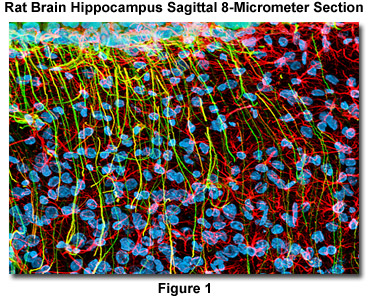 Rat Brain Hippocampus Sagittal 8-Micrometer Section
Figure 1